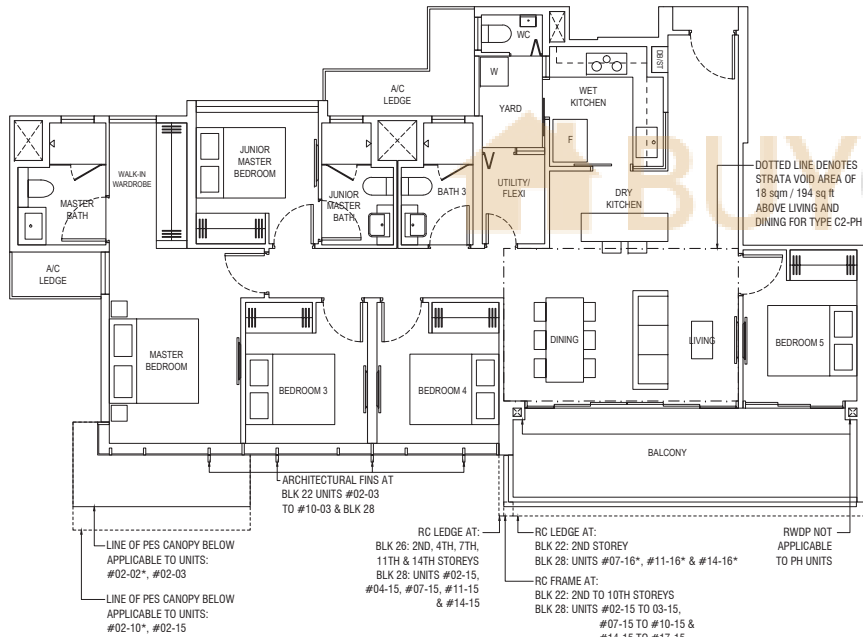 WC
A/C
LEDGE
W
DB/ST
WET
KITCHEN
YARD
F
BUY
JUNIOR
MASTER
BEDROOM
WALK-IN
WARDROBE
MASTER
BATH
JUNIOR
MASTER
BATH
BATH 3
UTILITY/
FLEXI
DRY
KITCHEN
DOTTED LINE DENOTES
STRATA VOID AREA OF
18 sqm / 194 sq ft
ABOVE LIVING AND
DINING FOR TYPE C2-PH
A/C
LEDGE
MASTER
BEDROOM
BEDROOM 3
BEDROOM 4
DINING
LIVING
BEDROOM 5
BALCONY
ARCHITECTURAL FINS AT
BLK 22 UNITS #02-03
TO #10-03 & BLK 28
LINE OF PES CANOPY BELOW
APPLICABLE TO UNITS:
#02-02*, #02-03
LINE OF PES CANOPY BELOW
APPLICABLE TO UNITS:
#02-10*, #02-15
RC LEDGE AT:
BLK 26: 2ND, 4TH, 7TH,
11TH & 14TH STOREYS
BLK 28: UNITS #02-15,
#04-15, #07-15, #11-15
& #14-15
RC LEDGE AT:
BLK 22: 2ND STOREY
BLK 28: UNITS #07-16*, #11-16* & #14-16*
RC FRAME AT:
BLK 22: 2ND TO 10TH STOREYS
BLK 28: UNITS #02-15 TO 03-15,
#07-15 TO #10-15 &
#14-15 TO #17-15
RWDP NOT
APPLICABLE
TO PH UNITS